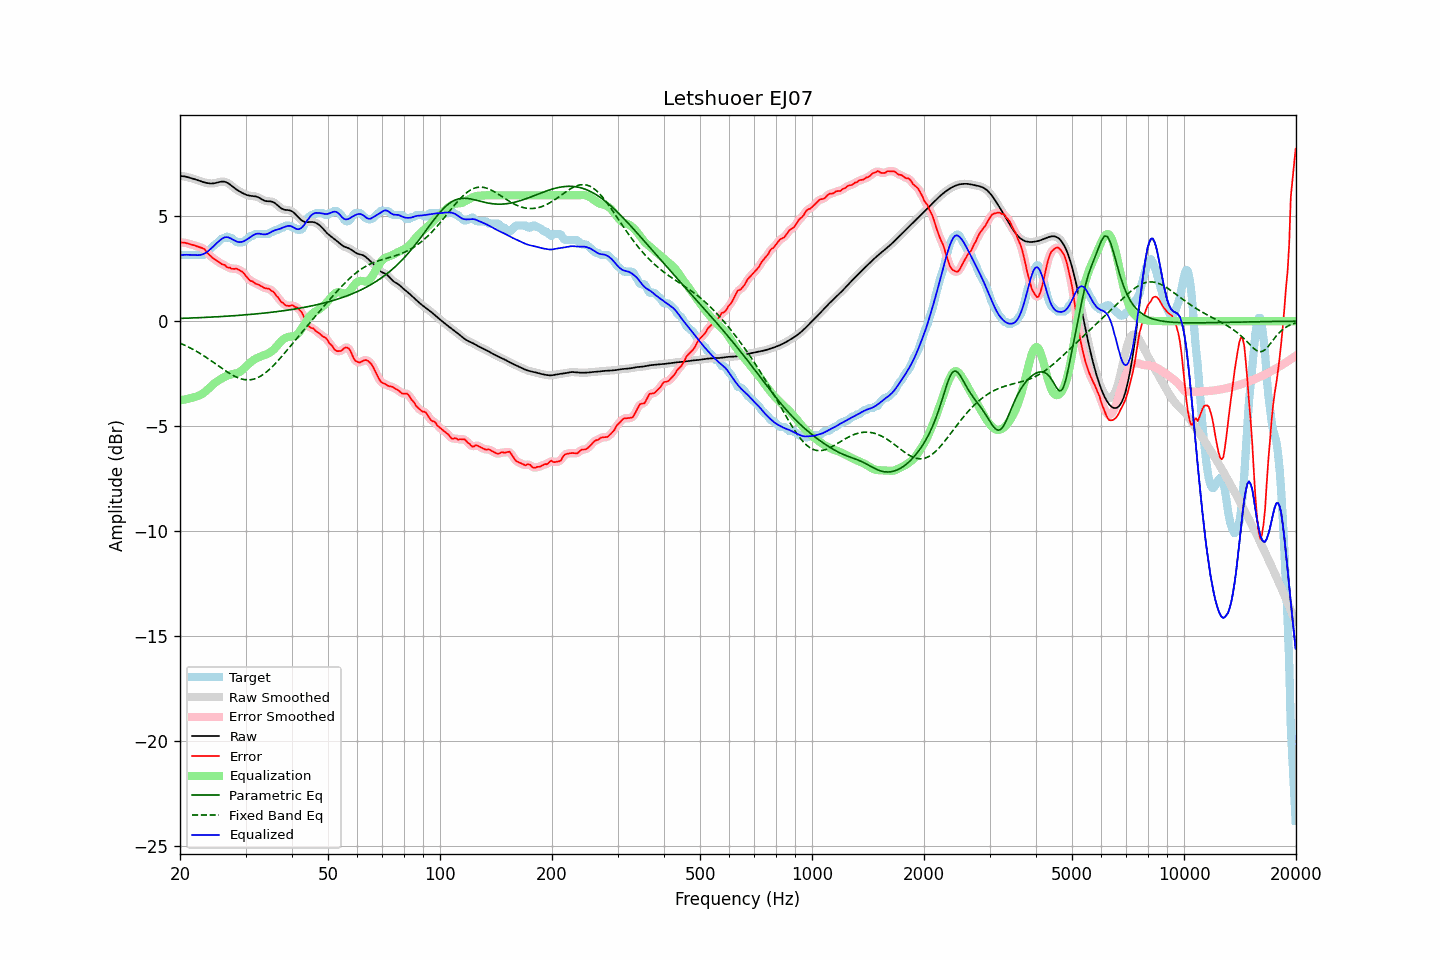 Letshuoer EJ07
Amplitude (dBr)
5
0
−5
−10
−15
−20
−25
Target
Raw Smoothed
Error Smoothed
Raw
Error
Equalization
Parametric Eq
Fixed Band Eq
Equalized
20 50 100 200 500 1000 2000 5000 10000 20000
Frequency (Hz)